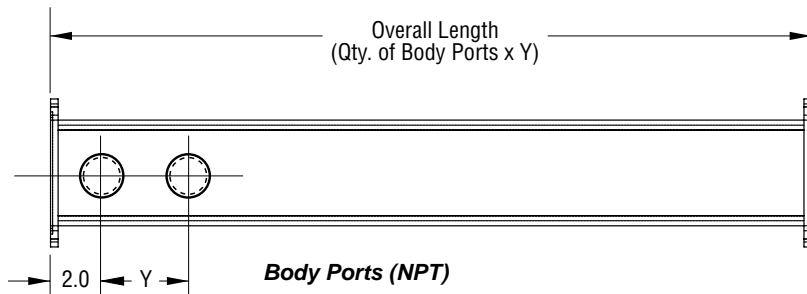 Overall Length
(Qty. of Body Ports x Y)
2.0
Y
Body Ports (NPT)